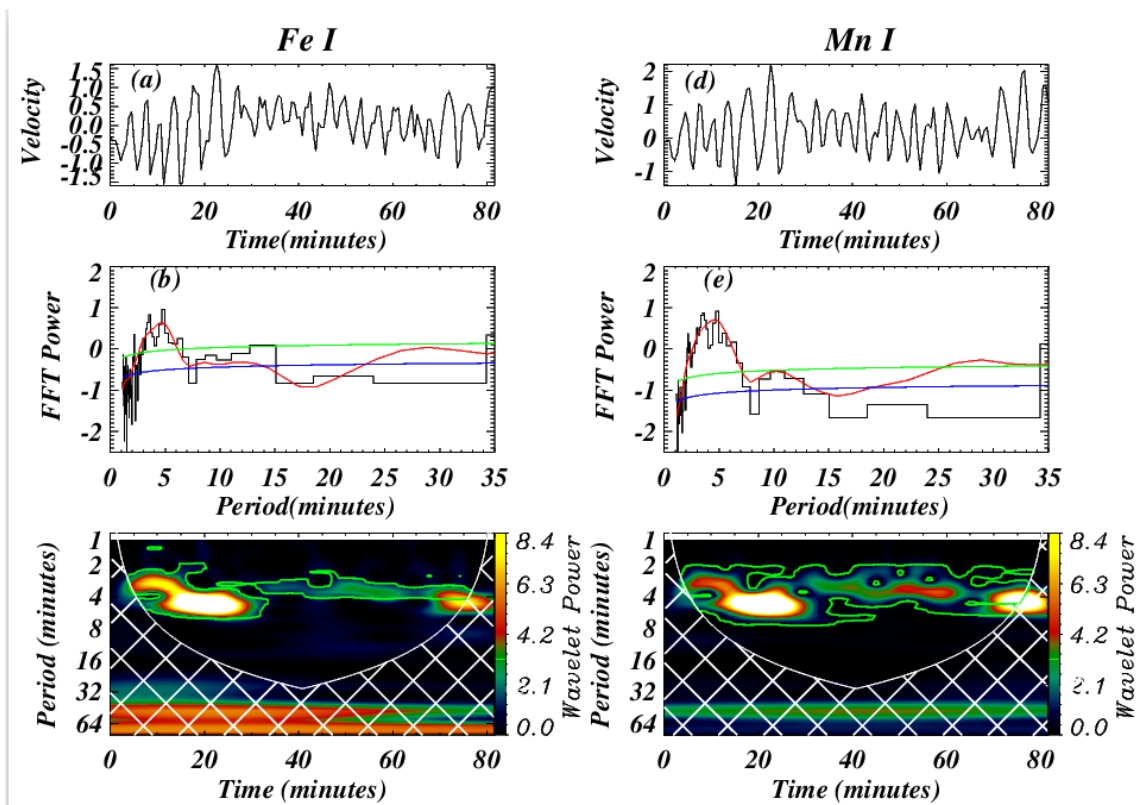 Fe I
Mn I
(a)
(d)
Velocity
1.5
1.0
0.5
0.0
-0.5
-1.0
-1.5
0 20 40 60 80
Time(minutes)
Velocity
2
1
0
-1
0 20 40 60 80
Time(minutes)
(b)
FFT Power
2
1
0
-1
-2
0 5 10 15 20 25 30 35
Period(minutes)
(e)
FFT Power
2
1
0
-1
-2
0 5 10 15 20 25 30 35
Period(minutes)
Period (minutes)
1
2
4
8
16
32
64
0 20 40 60 80
Time (minutes)
8.4
6.3
4.2
2.1
0.0
Wavelet Power
Period (minutes)
1
2
4
8
16
32
64
0 20 40 60 80
Time (minutes)
8.4
6.3
4.2
2.1
0.0
Wavelet Power